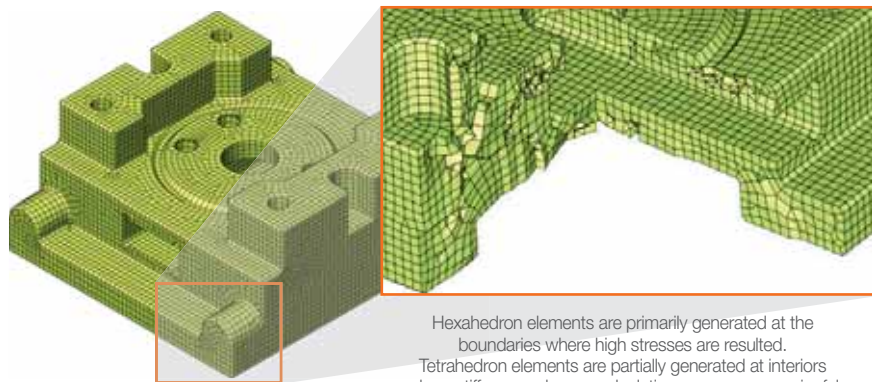 Hexahedron elements are primarily generated at the
boundaries where high stresses are resulted.
Tetrahedron elements are partially generated at interiors